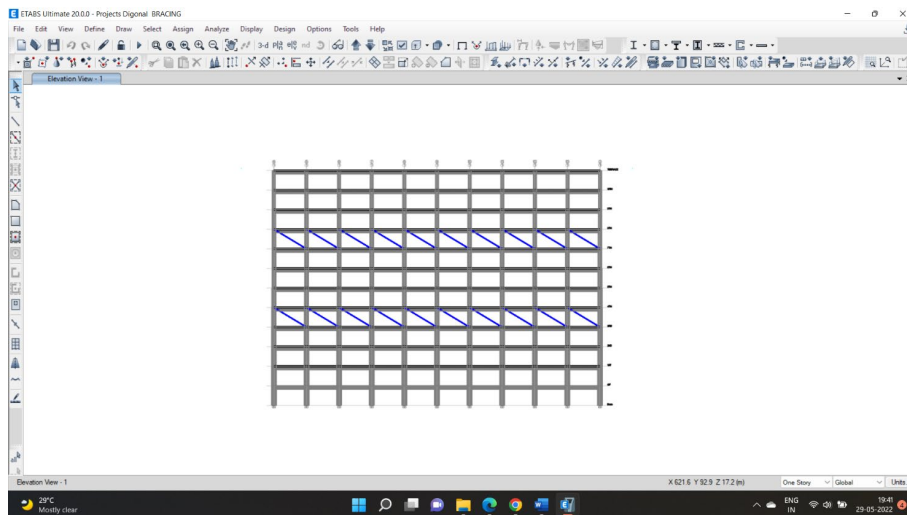 ETABS Ultimate 20.0.0 - Projects Digonal BRACING
File Edit View Define Draw Select Assign Analyze Display Design Options Tools Help
3-d
Elevation View - 1
Elevation View - 1 X 621.6 Y 92.9 Z 17.2 (m) One Story Global Units
29°C
Mostly clear
ENG
IN
19:41
29-05-2022